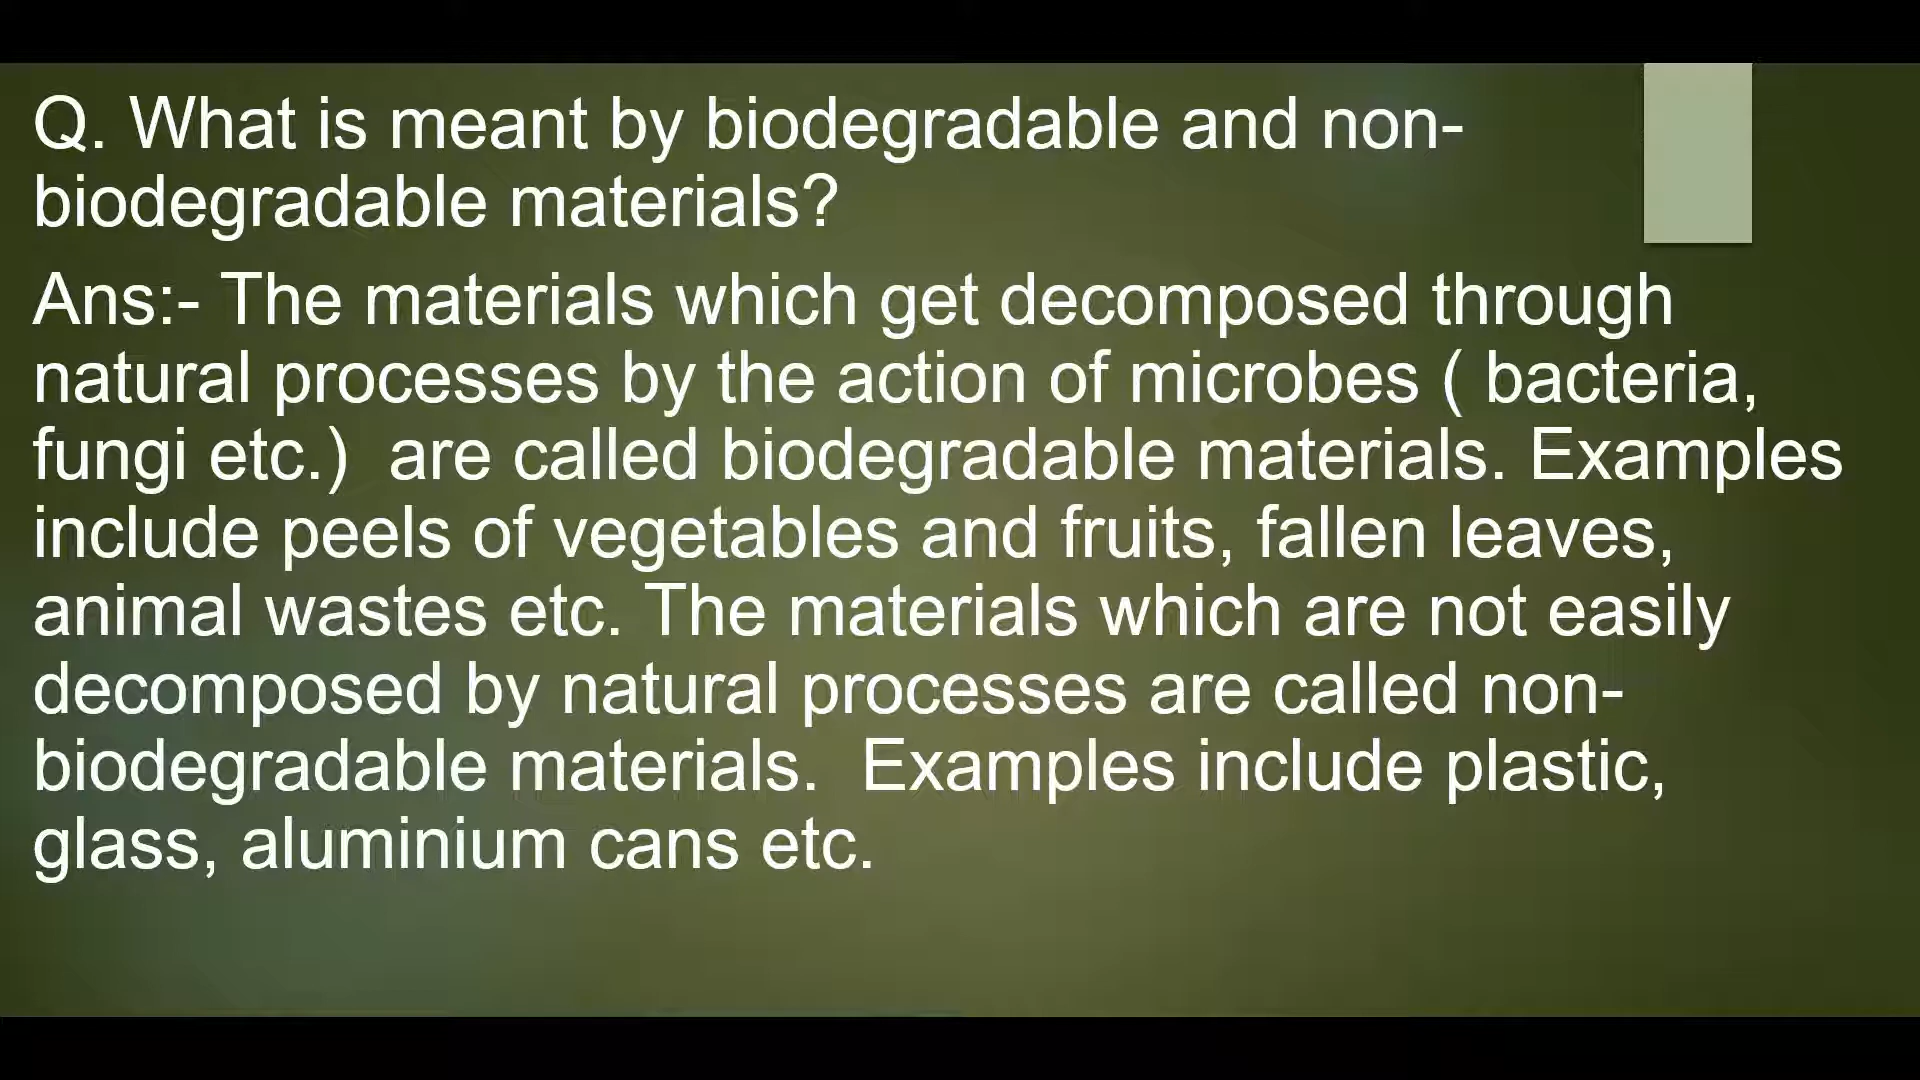 Q. What is meant by biodegradable and non-
biodegradable materials?
Ans:- The materials which get decomposed through
natural processes by the action of microbes ( bacteria,
fungi etc.)  are called biodegradable materials. Examples
include peels of vegetables and fruits, fallen leaves,
animal wastes etc. The materials which are not easily
decomposed by natural processes are called non-
biodegradable materials.  Examples include plastic,
glass, aluminium cans etc.